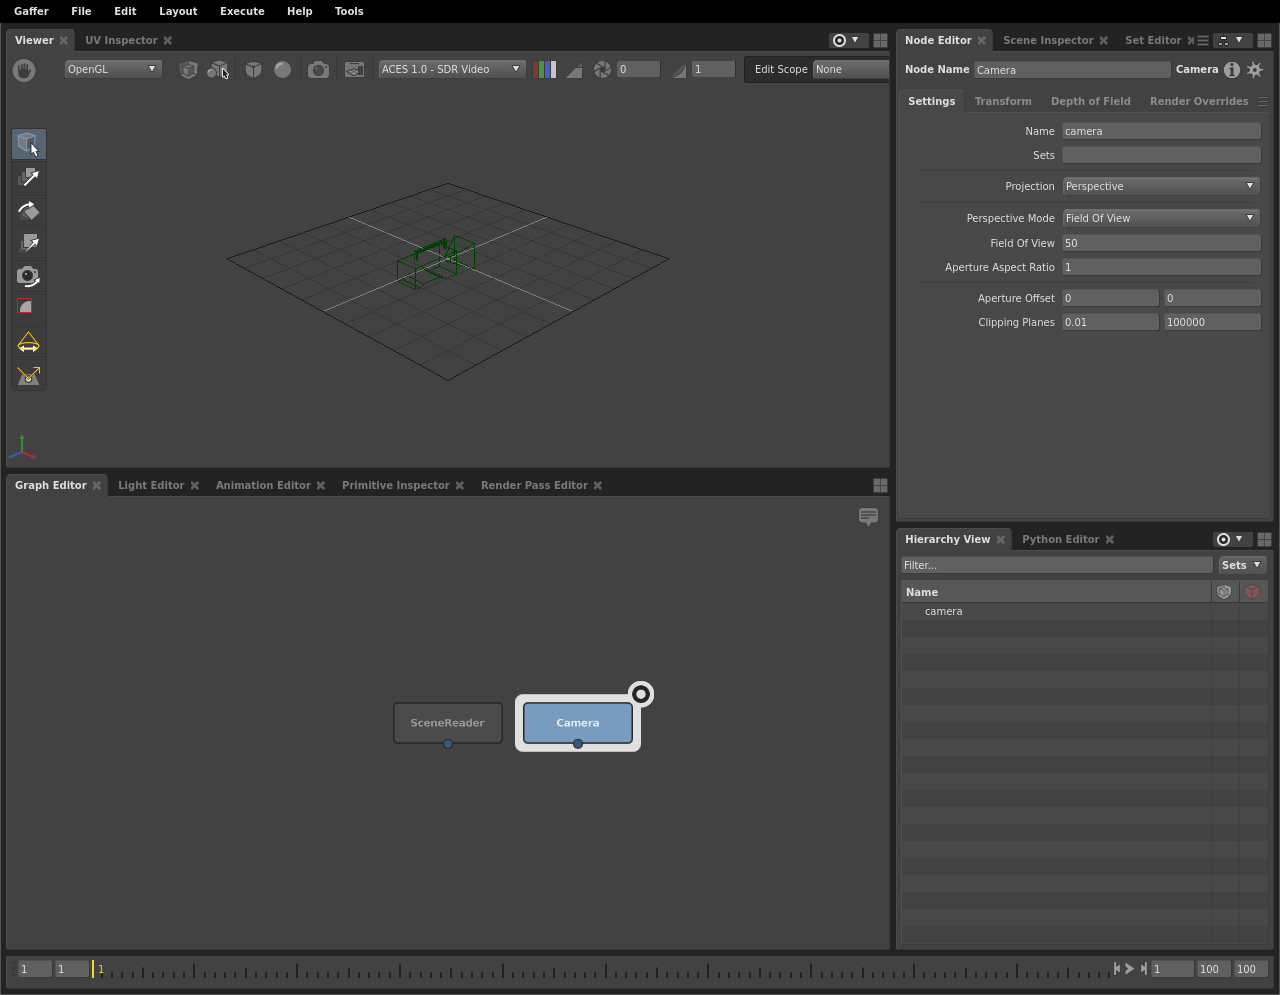 Gaffer File Edit Layout Execute Help Tools
Viewer UV Inspector
OpenGL ACES 1.0 - SDR Video 0 1 Edit Scope None
Node Editor Scene Inspector Set Editor
Node Name Camera Camera
Settings Transform Depth of Field Render Overrides
Name camera
Sets
Projection Perspective
Perspective Mode Field Of View
Field Of View 50
Aperture Aspect Ratio 1
Aperture Offset 0 0
Clipping Planes 0.01 100000
Graph Editor Light Editor Animation Editor Primitive Inspector Render Pass Editor
SceneReader Camera
Hierarchy View Python Editor
Filter... Sets
Name
camera
1 1 1 1 100 100